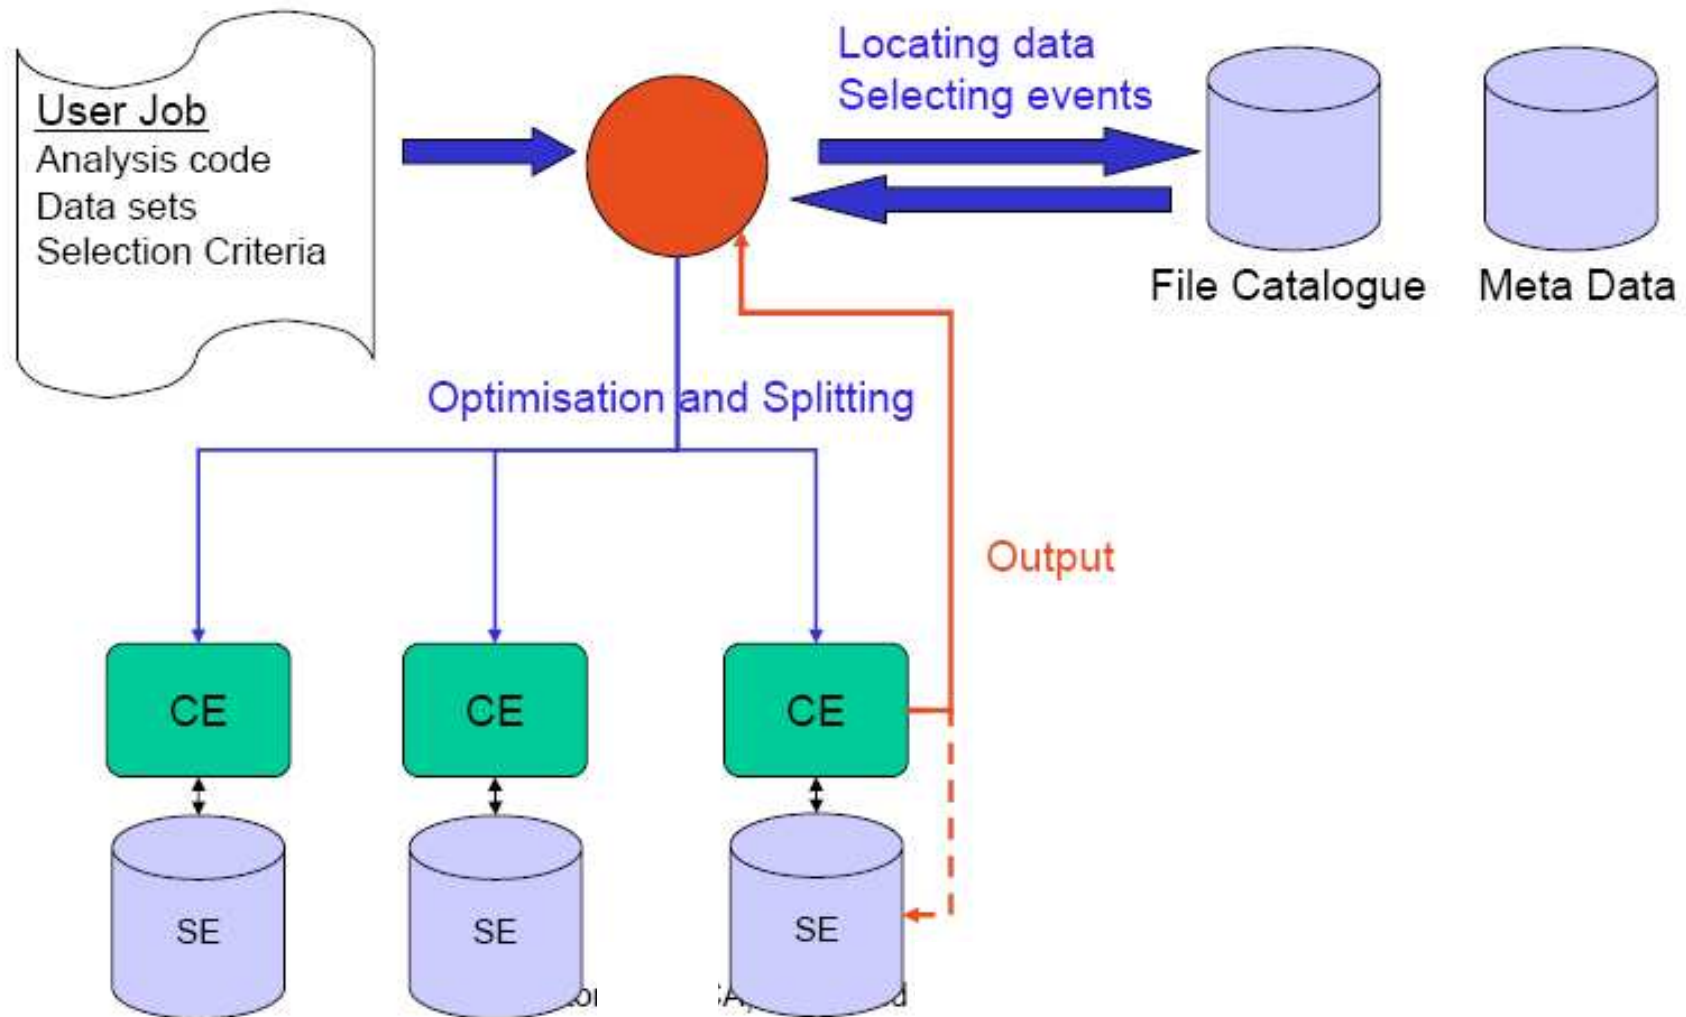 User Job
Analysis code
Data sets
Selection Criteria
Locating data
Selecting events
File Catalogue
Meta Data
Optimisation and Splitting
Output
CE
CE
CE
SE
SE
SE